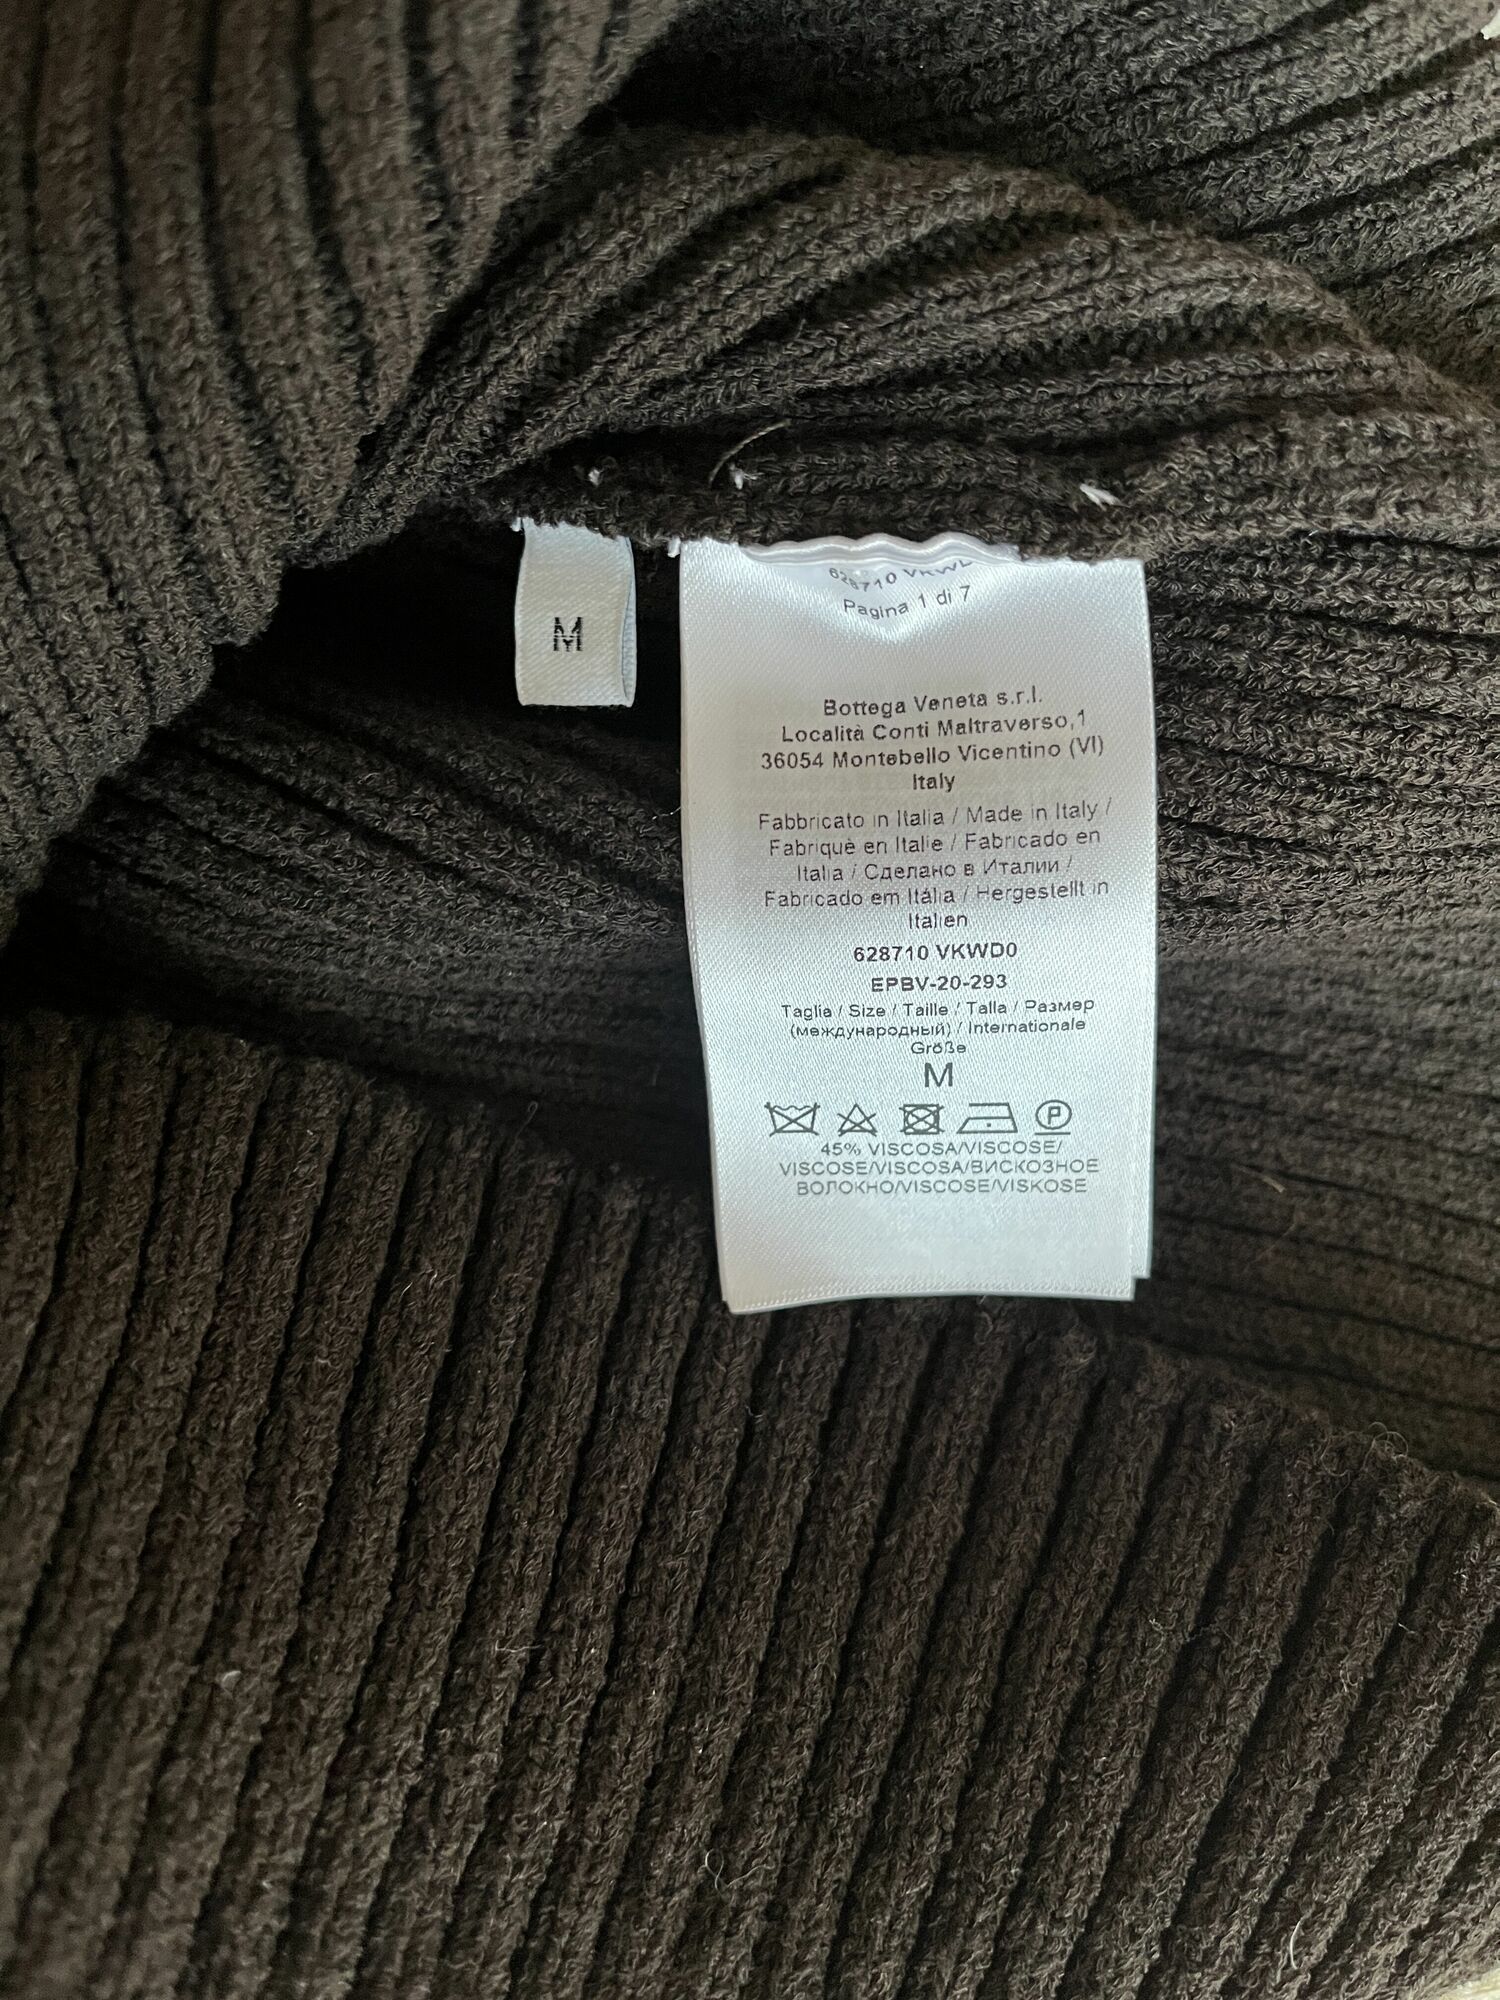 M
628710 VKWD
Pagina 1 di 7
Bottega Veneta s.r.l.
Località Conti Maltraverso,1
36054 Montebello Vicentino (VI)
Italy
Fabbricato in Italia / Made in Italy /
Fabriquè en Italie / Fabricado en
Italia / Сделано в Италии /
Fabricado em Itália / Hergestellt in
Italien
628710 VKWD0
EPBV-20-293
Taglia / Size / Taille / Talla / Размер
(международный) / Internationale
Größe
M
P
45% VISCOSA/VISCOSE/
VISCOSE/VISCOSA/ВИСКОЗНОЕ
ВОЛОКНО/VISCOSE/VISKOSE